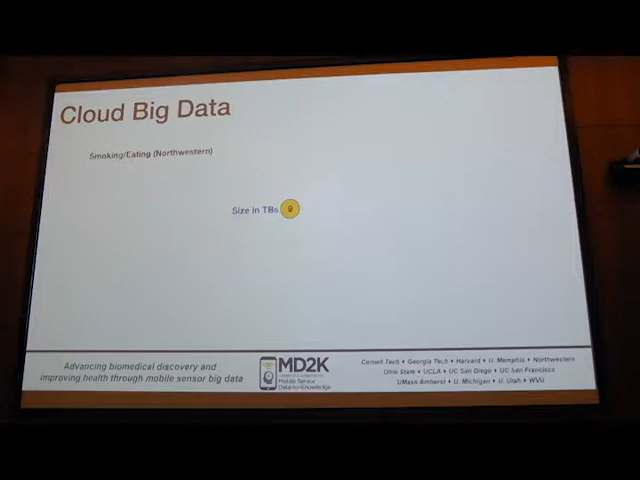 Cloud Big Data
Smoking/Eating (Northwestern)
Size in TBs 9
Advancing biomedical discovery and
improving health through mobile sensor big data
MD2K
Mobile Sensor
Data-to-Knowledge
Cornell Tech • Georgia Tech • Harvard • U. Memphis • Northwestern
Ohio State • UCLA • UC San Diego • UC San Francisco
UMass Amherst • U. Michigan • U. Utah • WVU